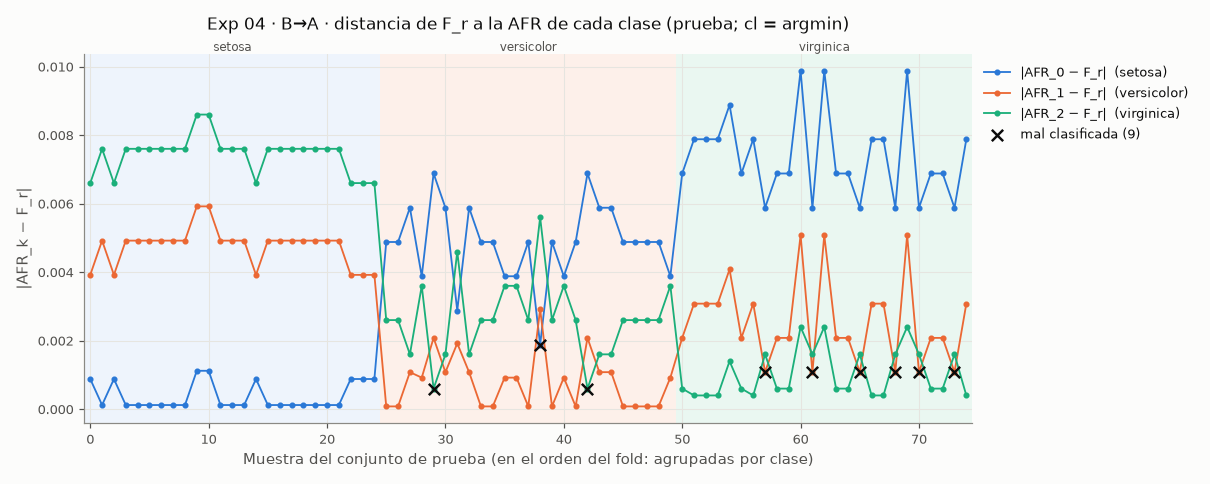 Exp 04 · B→A · distancia de F_r a la AFR de cada clase (prueba; cl = argmin)
setosa
versicolor
virginica
|AFR_0 − F_r|  (setosa)
|AFR_1 − F_r|  (versicolor)
|AFR_2 − F_r|  (virginica)
mal clasificada (9)
|AFR_k − F_r|
0.010
0.008
0.006
0.004
0.002
0.000
0
10
20
30
40
50
60
70
Muestra del conjunto de prueba (en el orden del fold: agrupadas por clase)